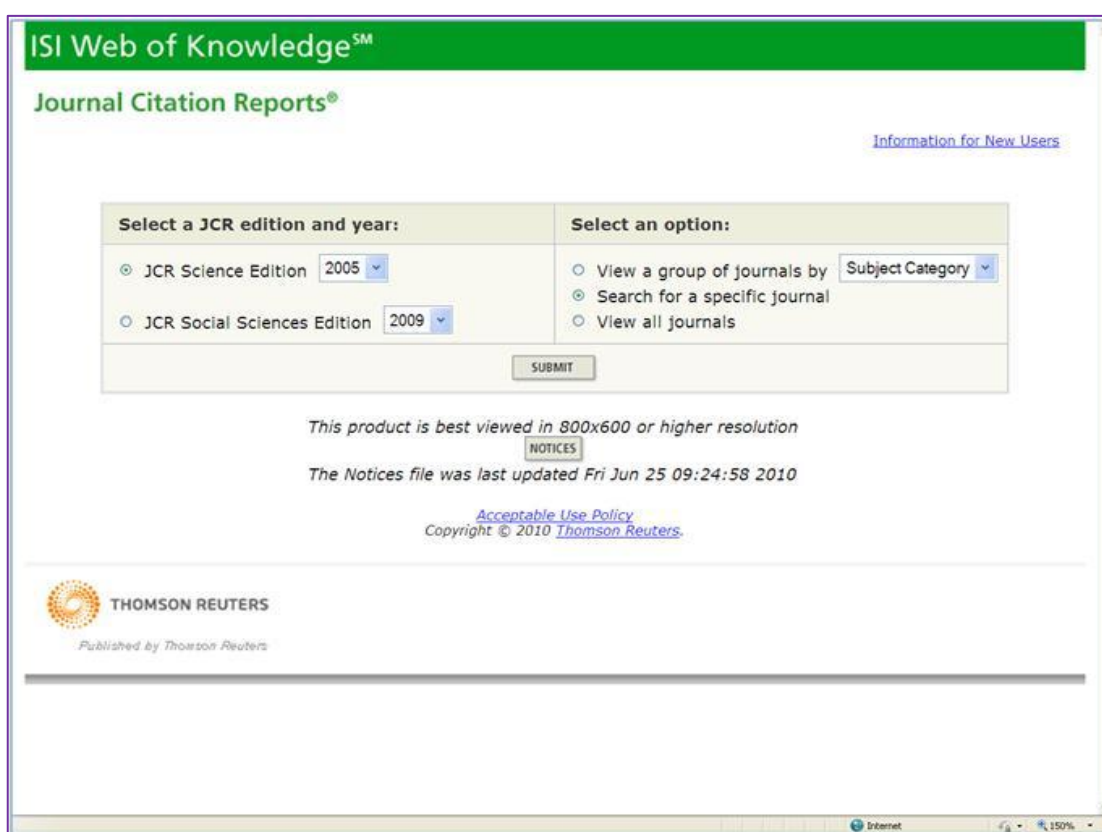 ISI Web of Knowledge℠
Journal Citation Reports®
Information for New Users
Select a JCR edition and year:
Select an option:
JCR Science Edition 2005
View a group of journals by Subject Category
Search for a specific journal
JCR Social Sciences Edition 2009
View all journals
SUBMIT
This product is best viewed in 800x600 or higher resolution
NOTICES
The Notices file was last updated Fri Jun 25 09:24:58 2010
Acceptable Use Policy
Copyright © 2010 Thomson Reuters.
THOMSON REUTERS
Published by Thomson Reuters
Internet 150%